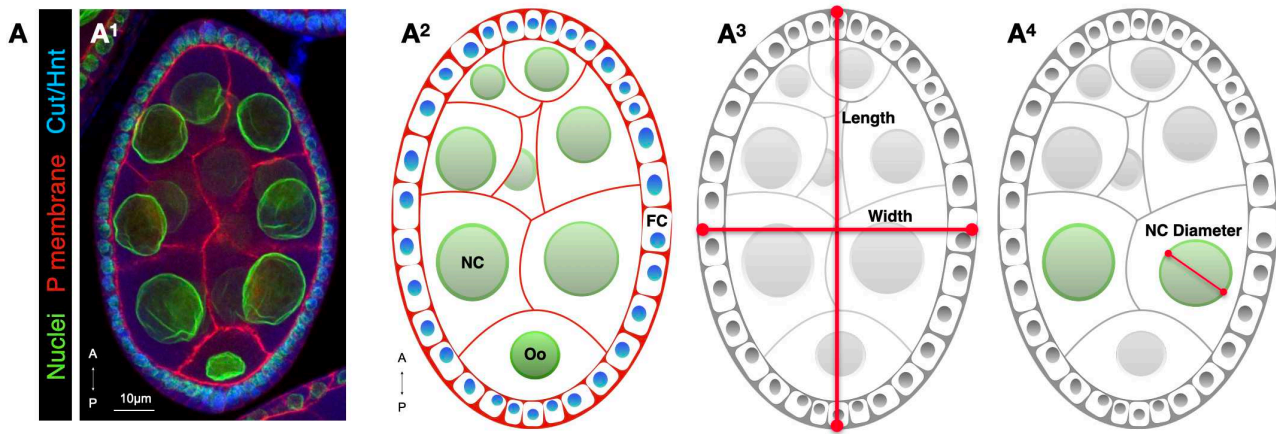 A
Nuclei P membrane Cut/Hnt
A1
A
P
10µm
A2
NC
FC
Oo
A
P
A3
Length
Width
A4
NC Diameter